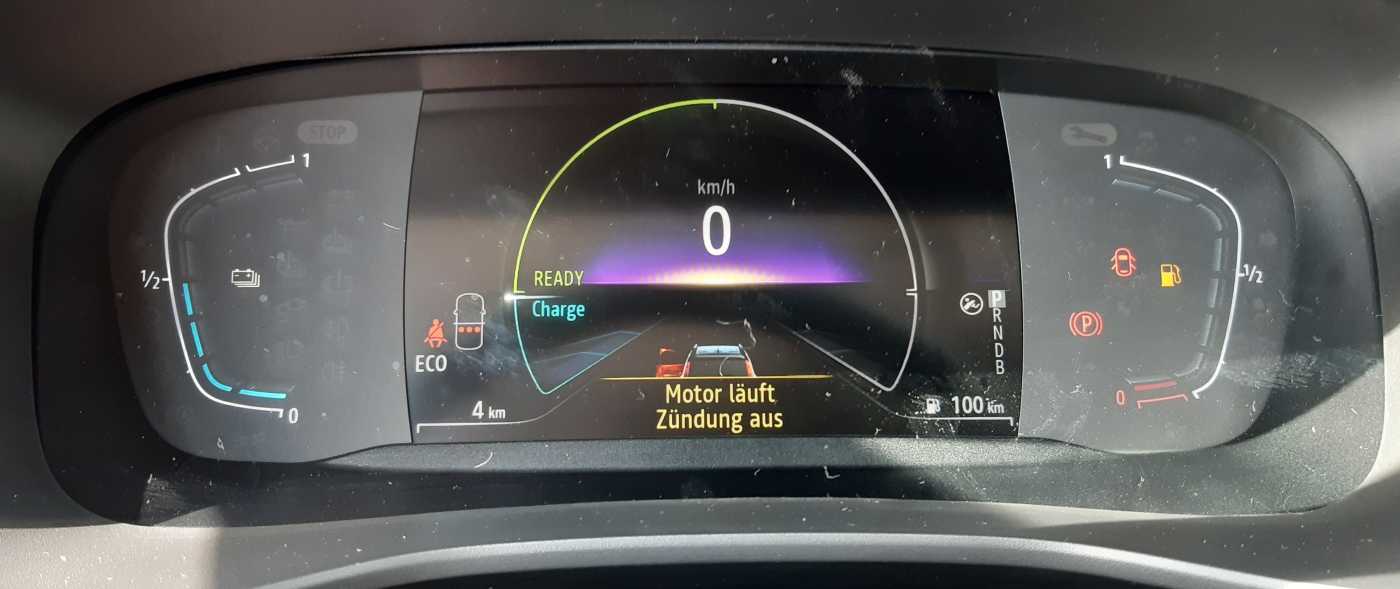 STOP
1
1/2
0
km/h
0
READY
Charge
ECO
4 km
Motor läuft
Zündung aus
P
R
N
D
B
100 km
1
1/2
0
P